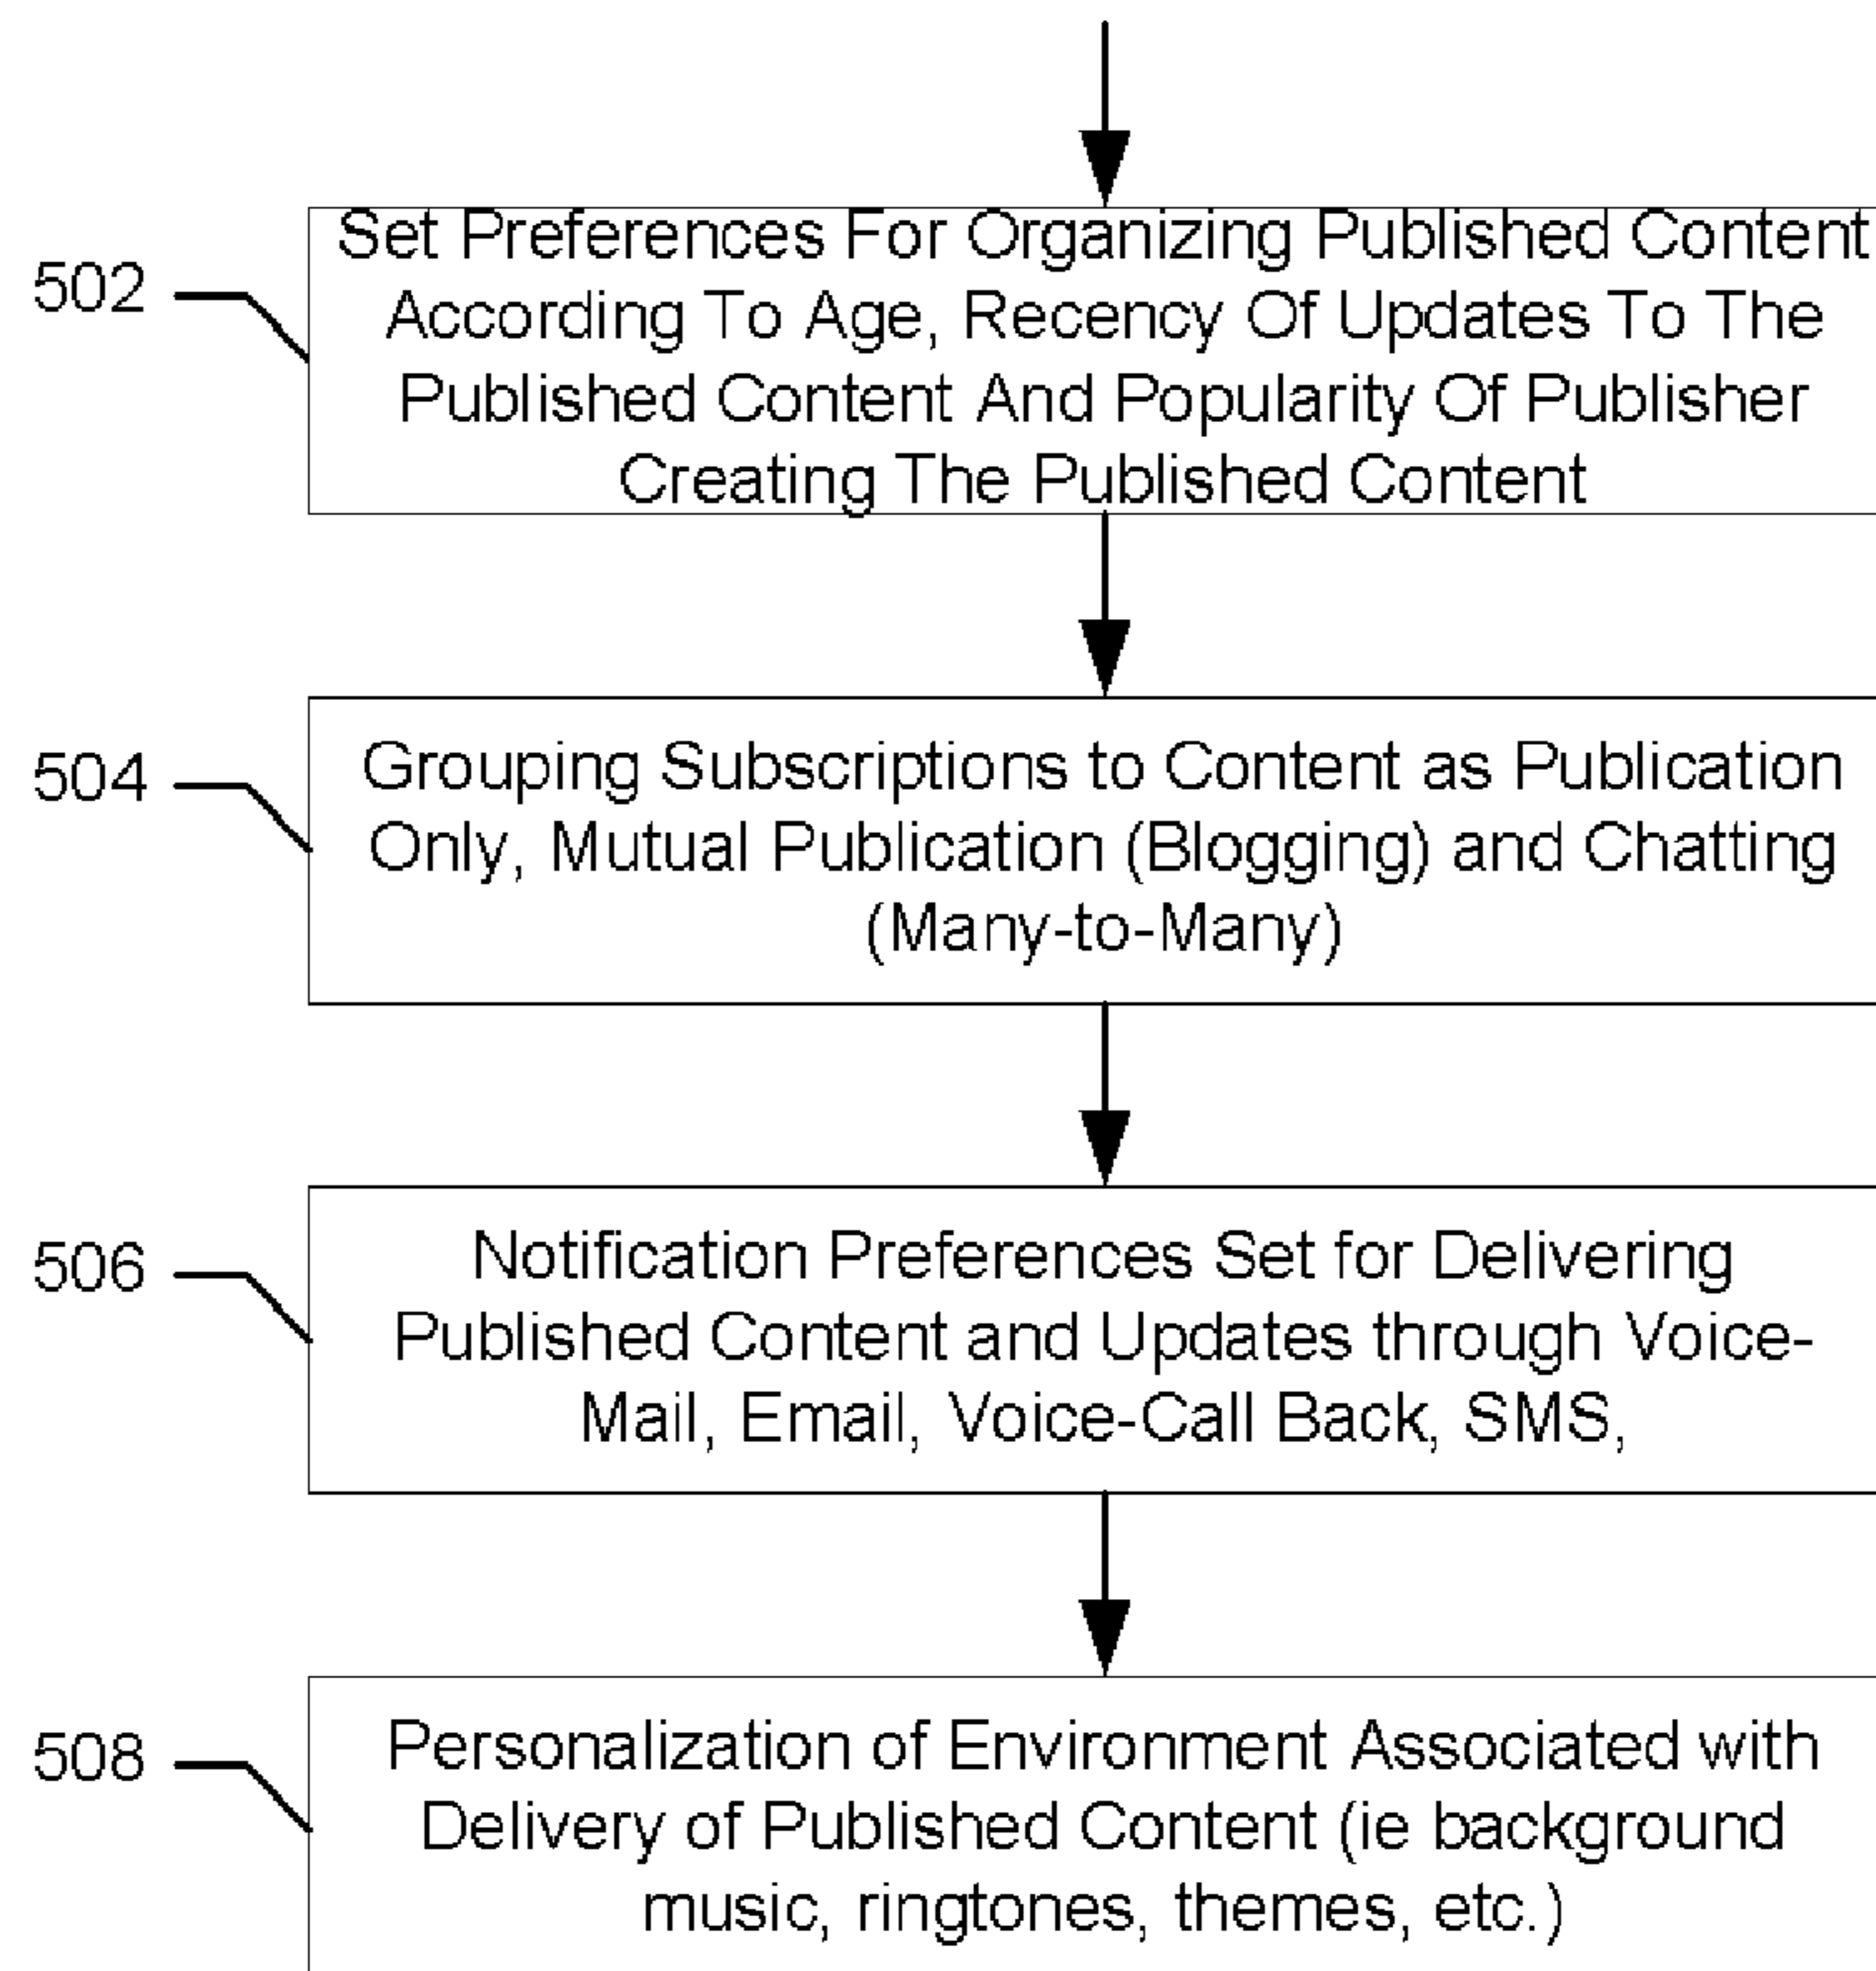 502
Set Preferences For Organizing Published Content
According To Age, Recency Of Updates To The
Published Content And Popularity Of Publisher
Creating The Published Content
504
Grouping Subscriptions to Content as Publication
Only, Mutual Publication (Blogging) and Chatting
(Many-to-Many)
506
Notification Preferences Set for Delivering
Published Content and Updates through Voice-
Mail, Email, Voice-Call Back, SMS,
508
Personalization of Environment Associated with
Delivery of Published Content (ie background
music, ringtones, themes, etc.)